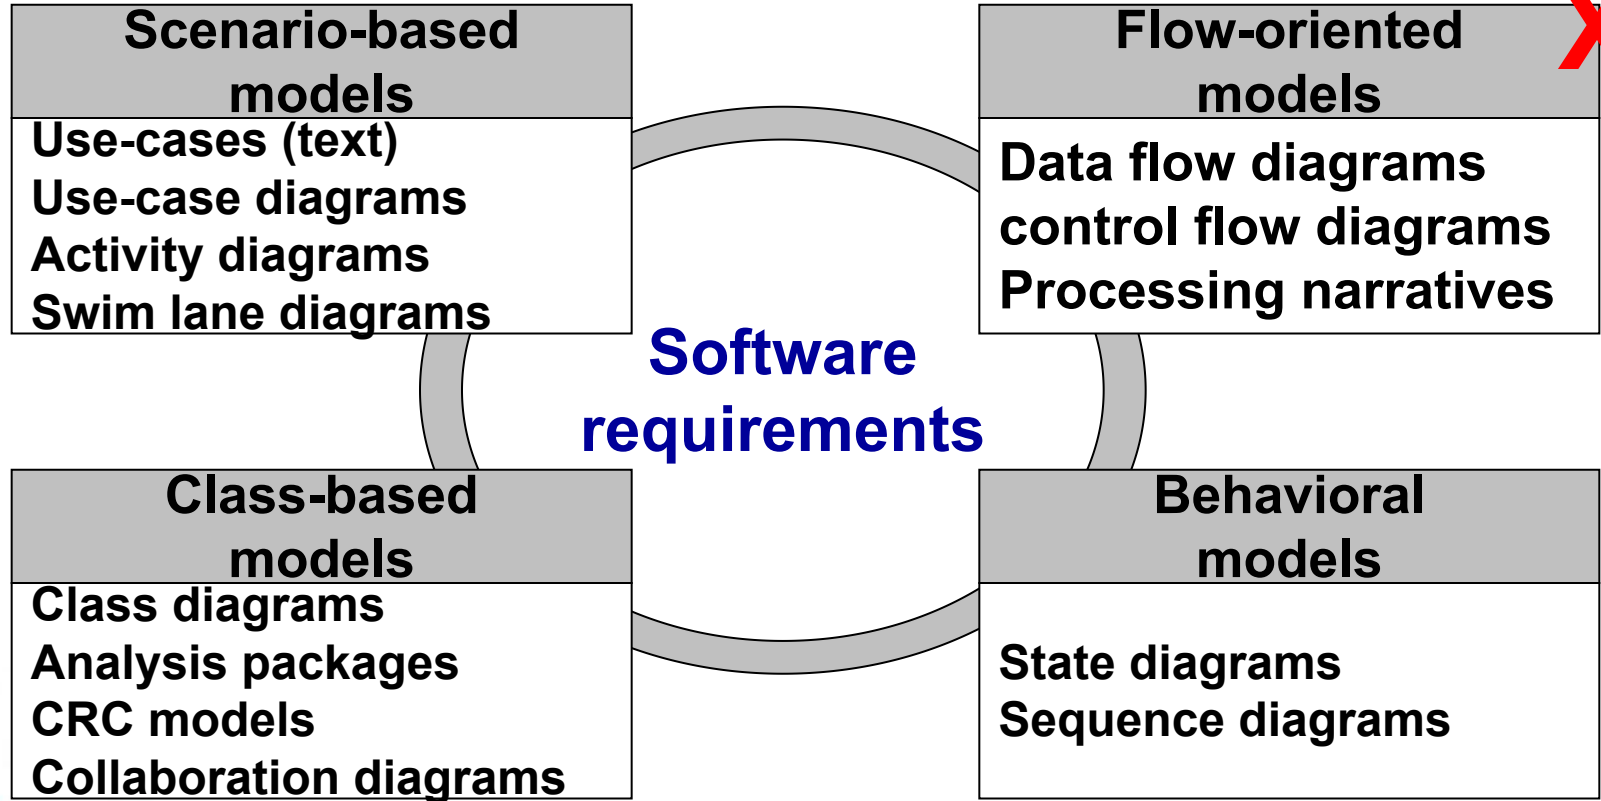 Scenario-based
models
Use-cases (text)
Use-case diagrams
Activity diagrams
Swim lane diagrams
Flow-oriented
models
Data flow diagrams
control flow diagrams
Processing narratives
Software
requirements
Class-based
models
Class diagrams
Analysis packages
CRC models
Collaboration diagrams
Behavioral
models
State diagrams
Sequence diagrams